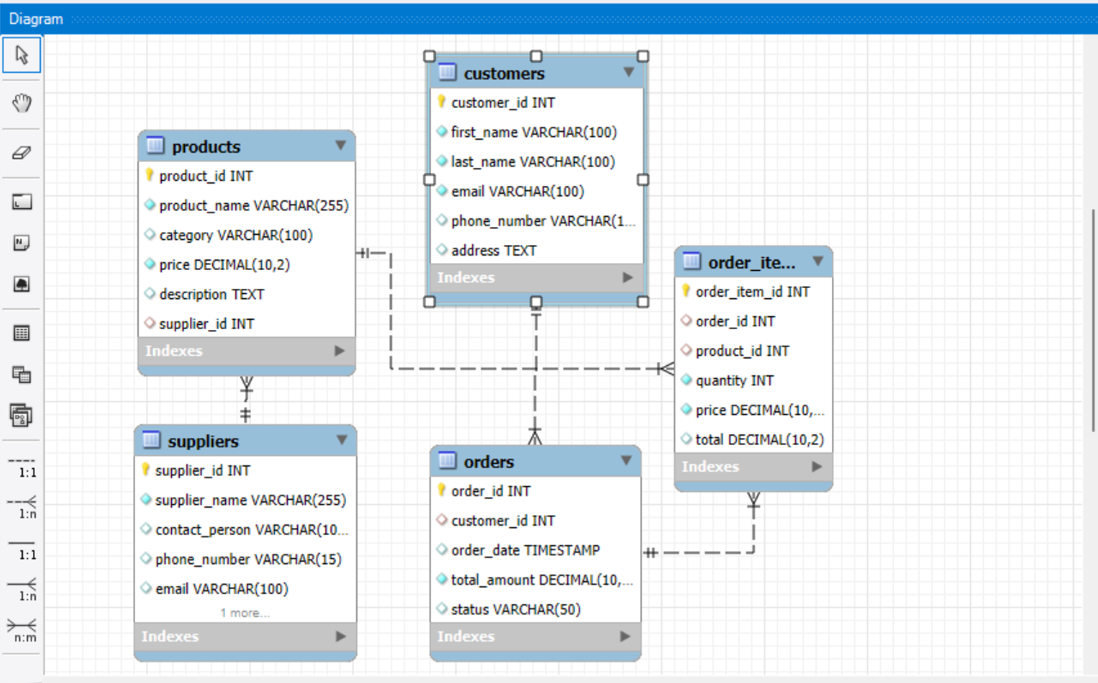 Diagram
customers
customer_id INT
first_name VARCHAR(100)
last_name VARCHAR(100)
email VARCHAR(100)
phone_number VARCHAR(1...
address TEXT
Indexes
products
product_id INT
product_name VARCHAR(255)
category VARCHAR(100)
price DECIMAL(10,2)
description TEXT
supplier_id INT
Indexes
order_ite...
order_item_id INT
order_id INT
product_id INT
quantity INT
price DECIMAL(10,...
total DECIMAL(10,2)
Indexes
suppliers
supplier_id INT
supplier_name VARCHAR(255)
contact_person VARCHAR(10...
phone_number VARCHAR(15)
email VARCHAR(100)
1 more...
Indexes
orders
order_id INT
customer_id INT
order_date TIMESTAMP
total_amount DECIMAL(10,...
status VARCHAR(50)
Indexes
1:1
1:n
1:1
1:n
n:m